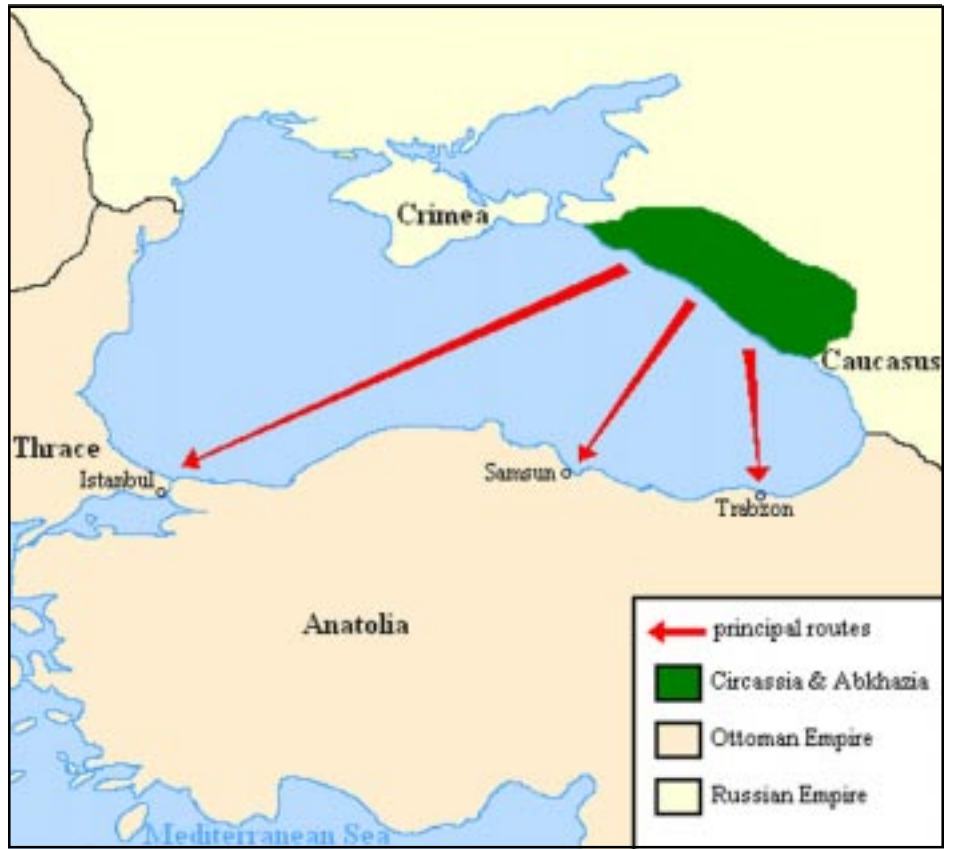 Crimea
Caucasus
Thrace
Istanbul
Samsun
Trabzon
Anatolia
principal routes
Circassia & Abkhazia
Ottoman Empire
Russian Empire
Mediterranean Sea